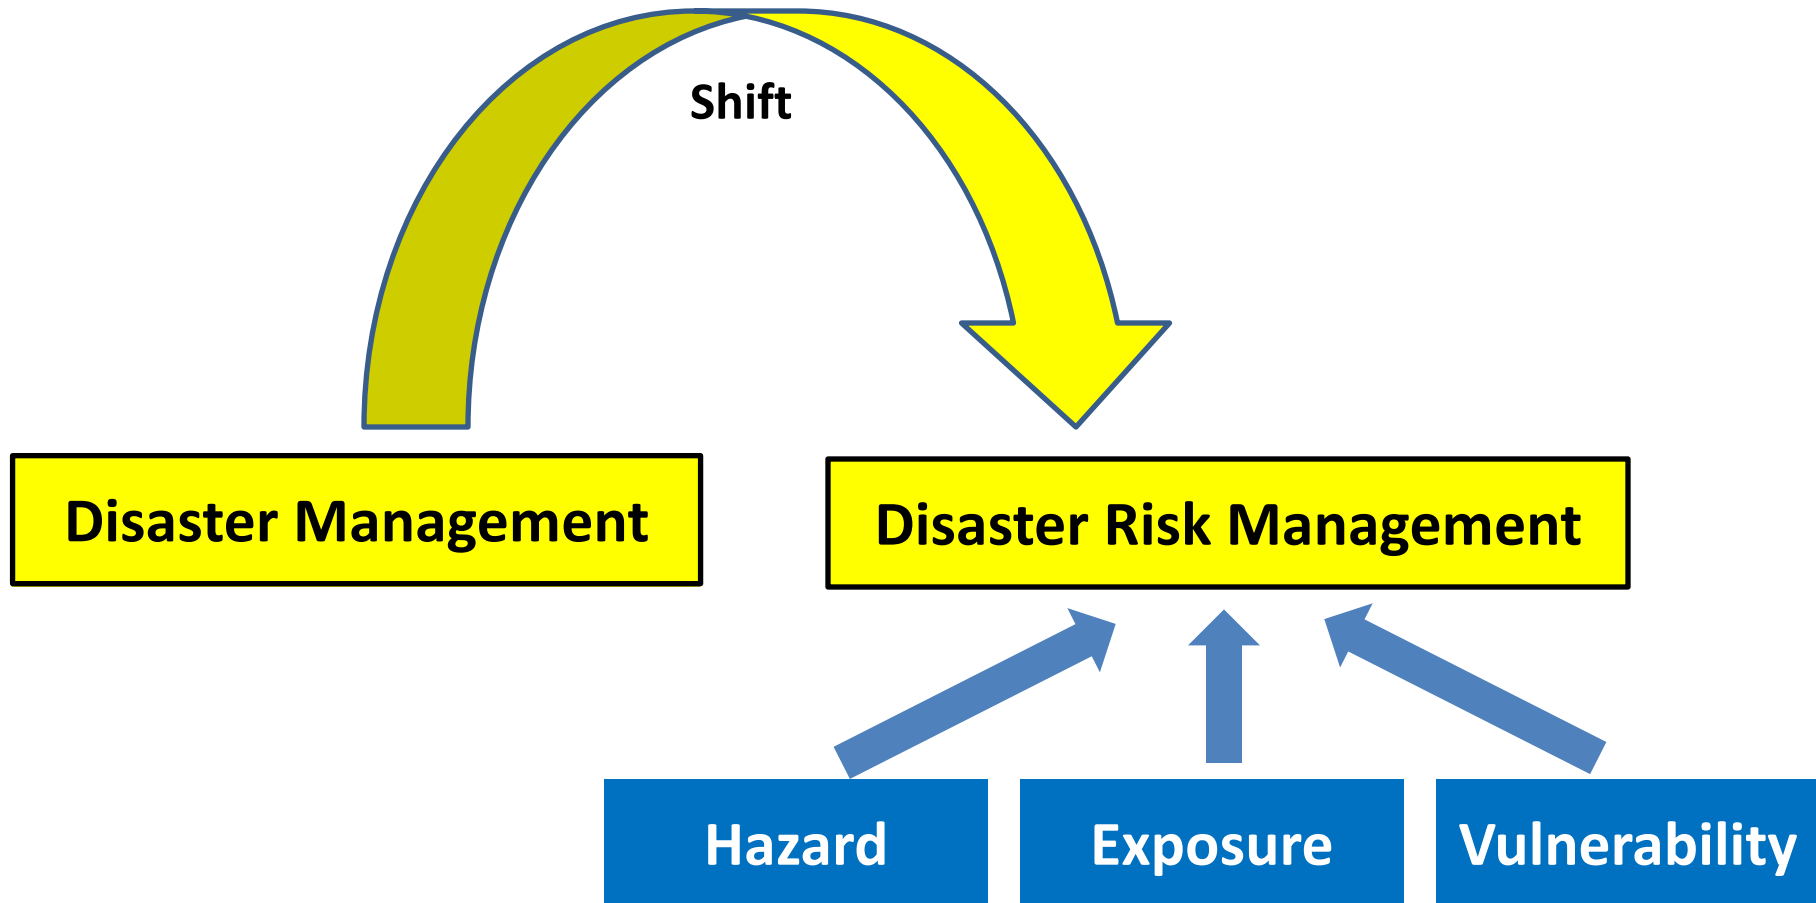 Shift
Disaster Management
Disaster Risk Management
Hazard
Exposure
Vulnerability